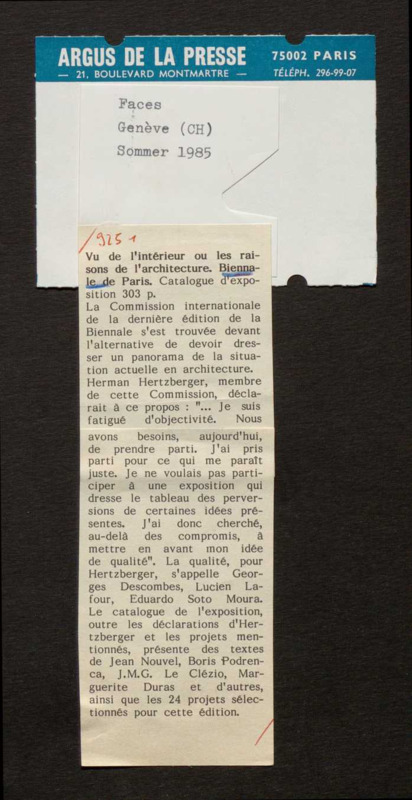 ARGUS DE LA PRESSE
— 21, BOULEVARD MONTMARTRE —
75002 PARIS
TÉLÉPH. 296-99-07
Faces
Genève (CH)
Sommer 1985
Vu de l'intérieur ou les rai-
sons de l'architecture. Bienna-
le de Paris. Catalogue d'expo-
sition 303 p.
La Commission internationale
de la dernière édition de la
Biennale s'est trouvée devant
l'alternative de devoir dres-
ser un panorama de la situa-
tion actuelle en architecture.
Herman Hertzberger, membre
de cette Commission, décla-
rait à ce propos : "... Je suis
fatigué d'objectivité. Nous
avons besoins, aujourd'hui,
de prendre parti. J'ai pris
parti pour ce qui me paraît
juste. Je ne voulais pas parti-
ciper à une exposition qui
dresse le tableau des perver-
sions de certaines idées pré-
sentes. J'ai donc cherché,
au-delà des compromis, à
mettre en avant mon idée
de qualité". La qualité, pour
Hertzberger, s'appelle Geor-
ges Descombes, Lucien La-
four, Eduardo Soto Moura.
Le catalogue de l'exposition,
outre les déclarations d'Her-
tzberger et les projets men-
tionnés, présente des textes
de Jean Nouvel, Boris Podrec-
ca, J.M.G. Le Clézio, Mar-
guerite Duras et d'autres,
ainsi que les 24 projets sélec-
tionnés pour cette édition.